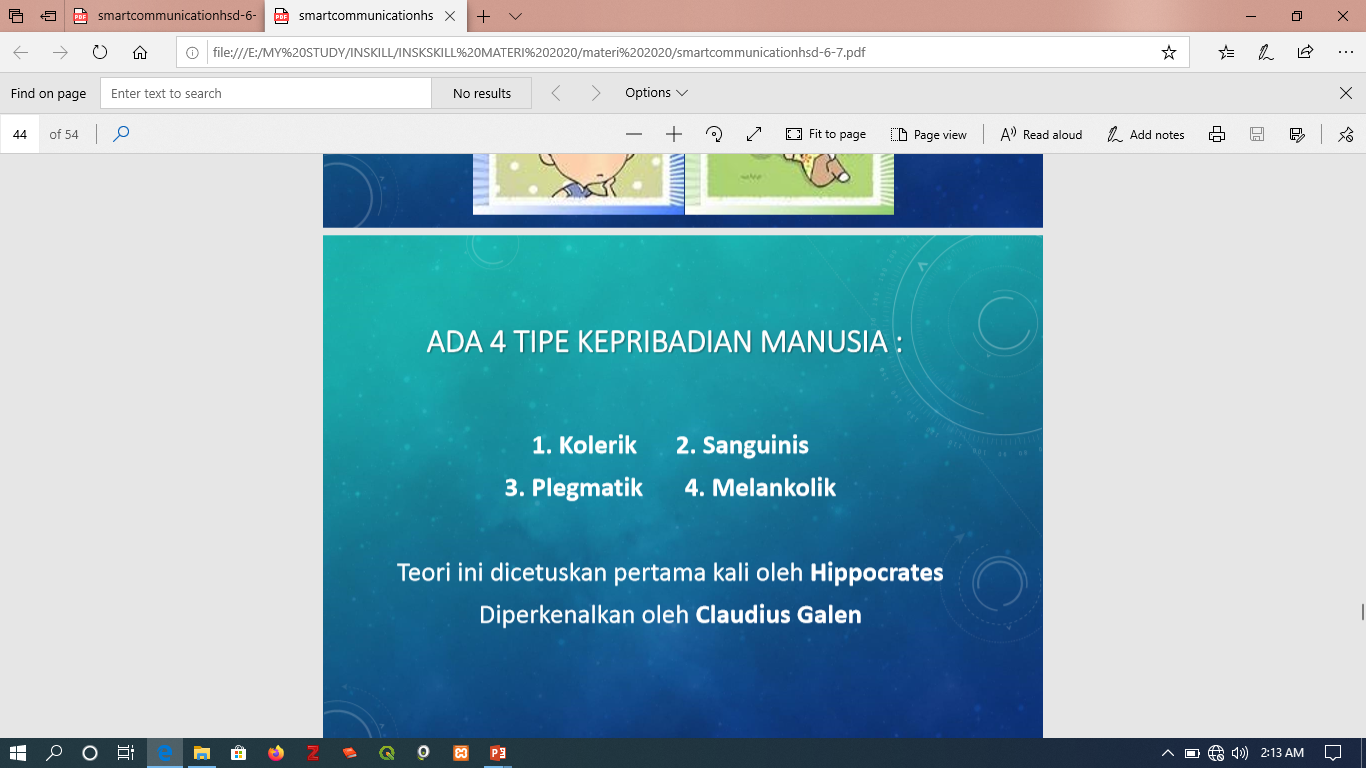 smartcommunicationhsd-6-
smartcommunicationhs
file:///E:/MY%20STUDY/INSKILL/INSKSKILL%20MATERI%202020/materi%202020/smartcommunicationhsd-6-7.pdf
Find on page
Enter text to search
No results
Options
44 of 54
Fit to page
Page view
Read aloud
Add notes
ADA 4 TIPE KEPRIBADIAN MANUSIA :
1. Kolerik 2. Sanguinis
3. Plegmatik 4. Melankolik
Teori ini dicetuskan pertama kali oleh Hippocrates
Diperkenalkan oleh Claudius Galen
2:13 AM